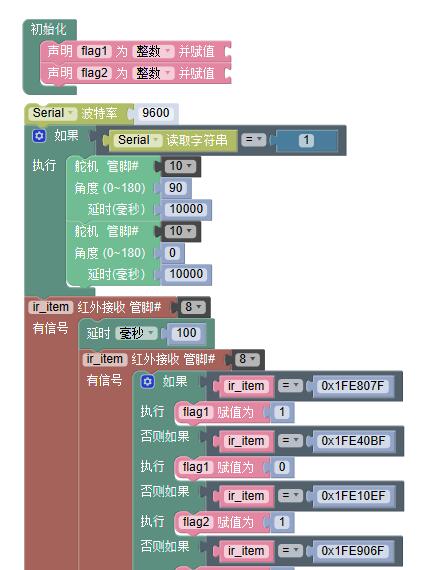 初始化
声明 flag1 为 整数 并赋值
声明 flag2 为 整数 并赋值
Serial 波特率 9600
如果 Serial 读取字符串 = 1
执行 舵机 管脚# 10
角度 (0~180) 90
延时(毫秒) 10000
舵机 管脚# 10
角度 (0~180) 0
延时(毫秒) 10000
ir_item 红外接收 管脚# 8
有信号 延时 毫秒 100
ir_item 红外接收 管脚# 8
有信号 如果 ir_item = 0x1FE807F
执行 flag1 赋值为 1
否则如果 ir_item = 0x1FE40BF
执行 flag1 赋值为 0
否则如果 ir_item = 0x1FE10EF
执行 flag2 赋值为 1
否则如果 ir_item = 0x1FE906F